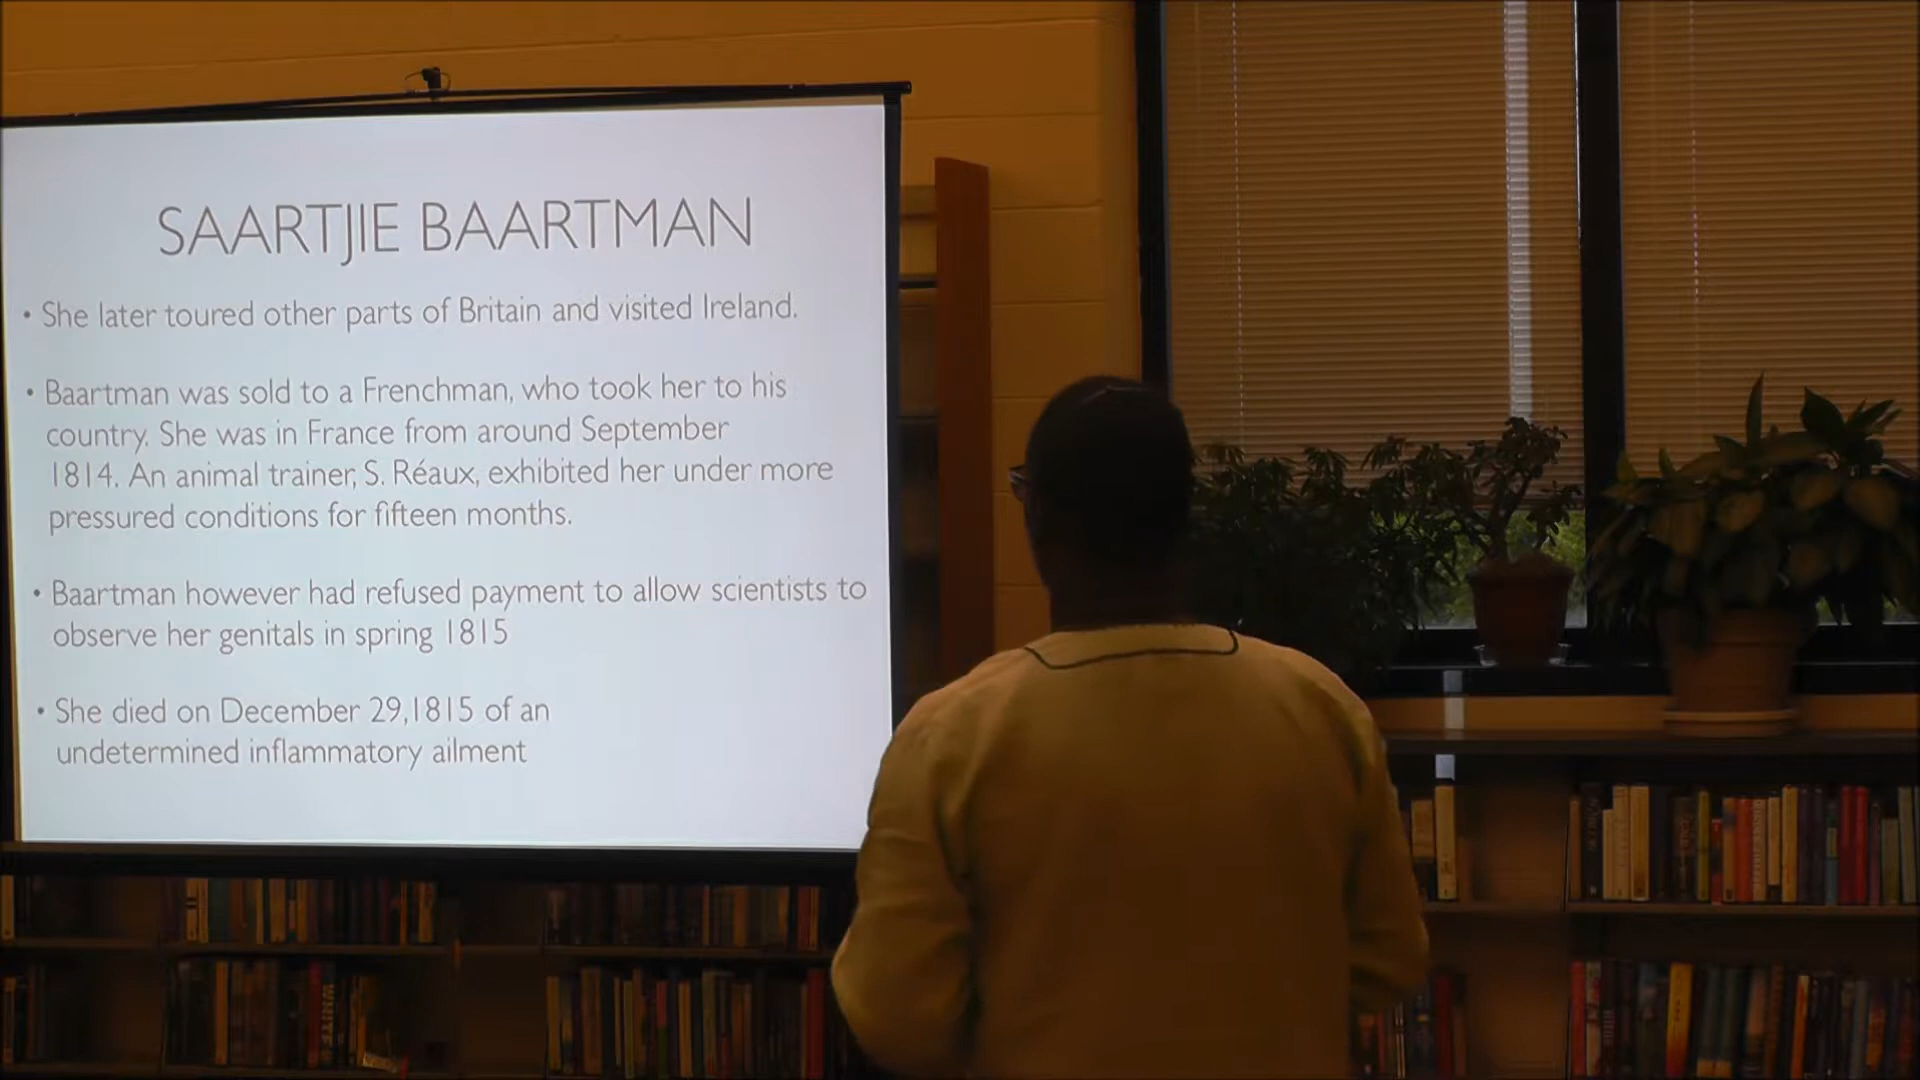 SAARTJIE BAARTMAN
• She later toured other parts of Britain and visited Ireland.
• Baartman was sold to a Frenchman, who took her to his
country. She was in France from around September
1814. An animal trainer, S. Réaux, exhibited her under more
pressured conditions for fifteen months.
• Baartman however had refused payment to allow scientists to
observe her genitals in spring 1815
• She died on December 29,1815 of an
undetermined inflammatory ailment